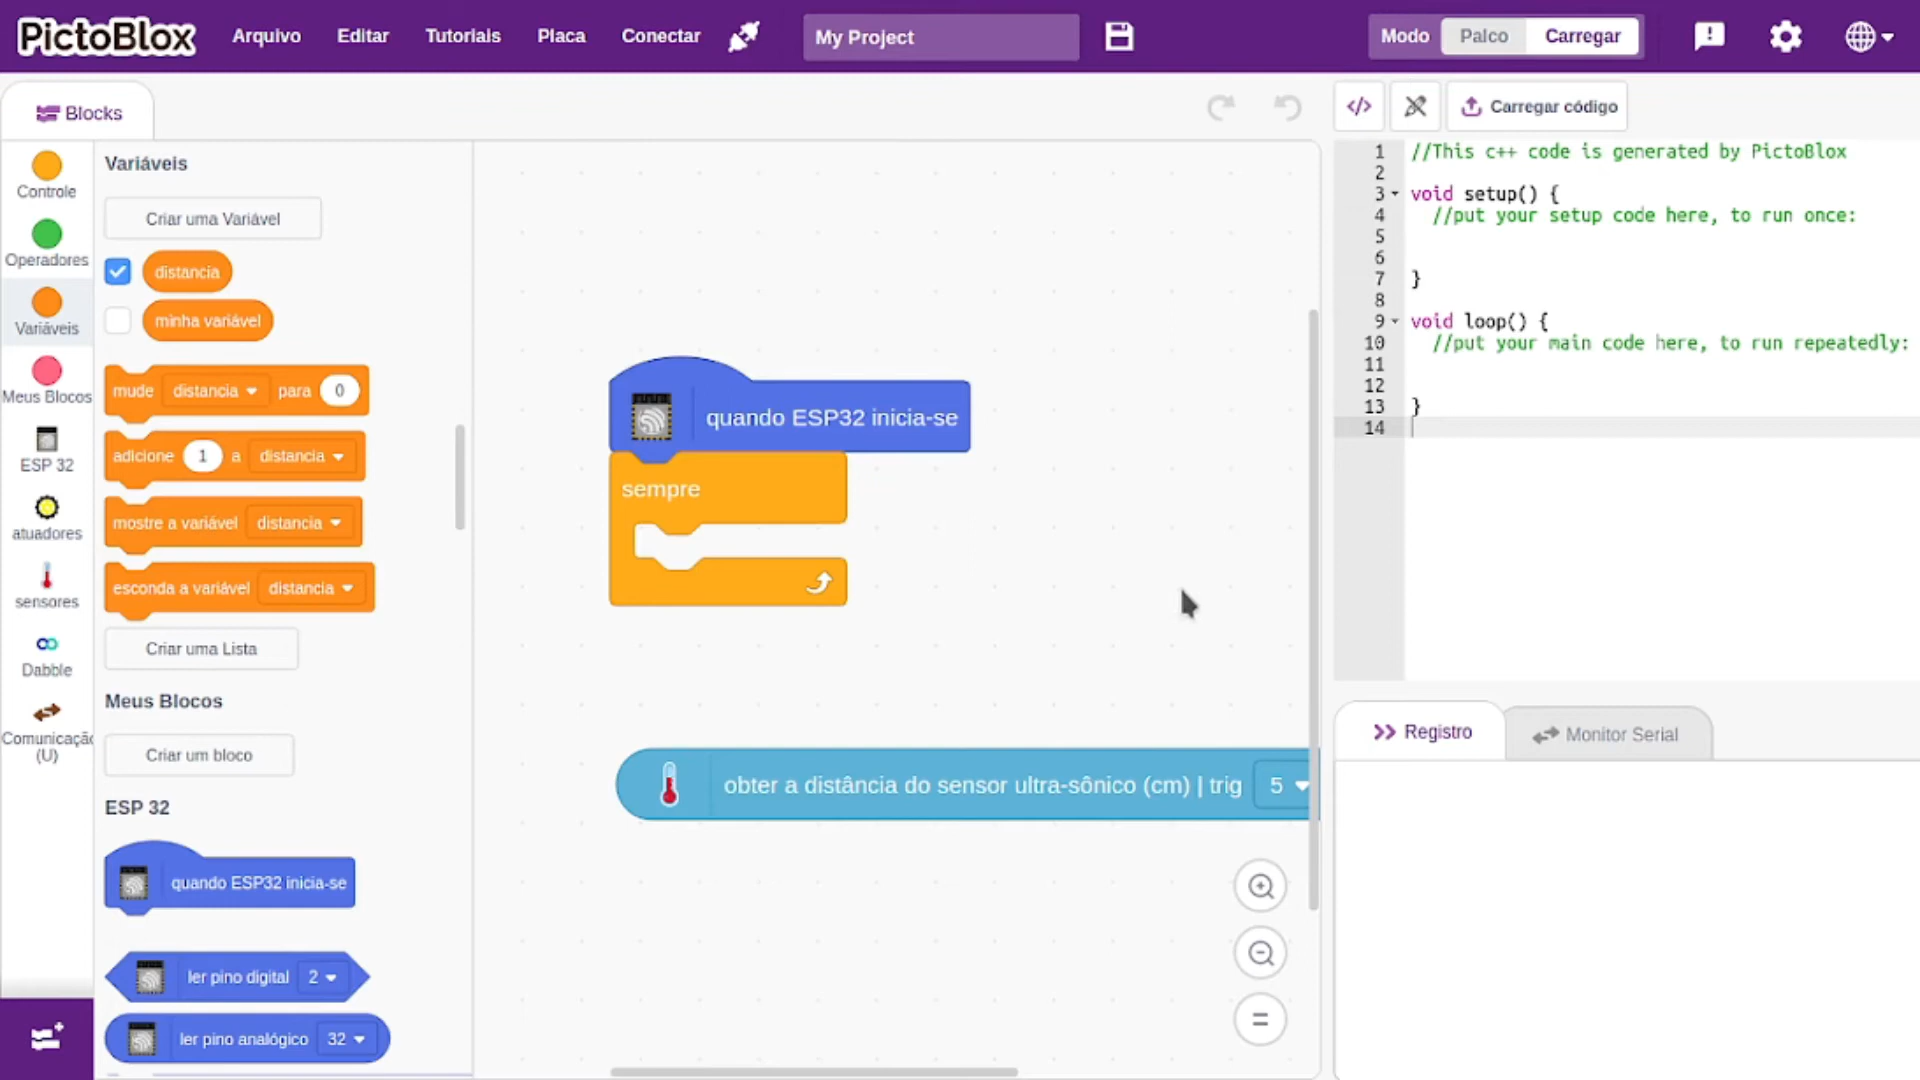 PictoBlox
Arquivo
Editar
Tutoriais
Placa
Conectar
My Project
Modo
Palco
Carregar
Blocks
Carregar código
Controle
Operadores
Variáveis
Meus Blocos
ESP 32
atuadores
sensores
Dabble
Comunicaçã
(U)
Variáveis
Criar uma Variável
distancia
minha variável
mude distancia para 0
adicione 1 a distancia
mostre a variável distancia
esconda a variável distancia
Criar uma Lista
Meus Blocos
Criar um bloco
ESP 32
quando ESP32 inicia-se
ler pino digital 2
ler pino analógico 32
quando ESP32 inicia-se
sempre
obter a distância do sensor ultra-sônico (cm) | trig 5
1 //This c++ code is generated by PictoBlox
2
3 void setup() {
4 //put your setup code here, to run once:
5
6
7 }
8
9 void loop() {
10 //put your main code here, to run repeatedly:
11
12
13 }
14
Registro
Monitor Serial